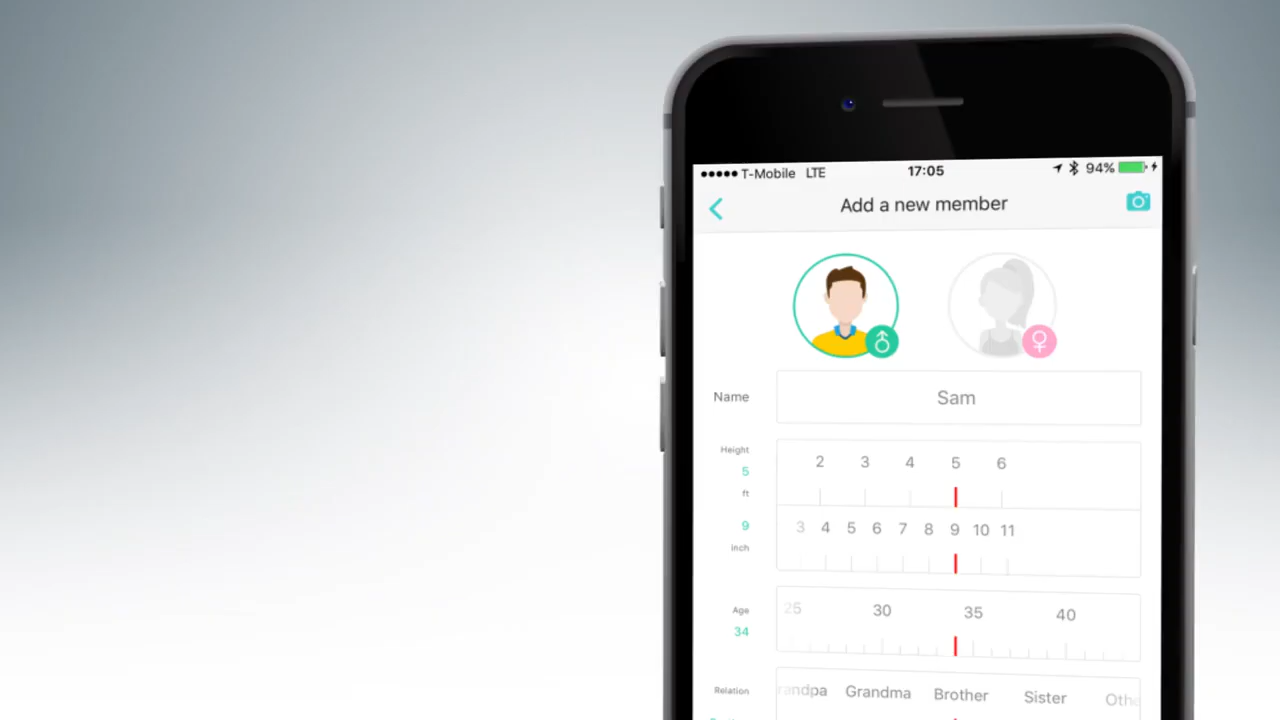 T-Mobile LTE 17:05 94%
Add a new member
Name Sam
Height
5
ft
2 3 4 5 6
9
inch
3 4 5 6 7 8 9 10 11
Age
34
25 30 35 40
Relation
Grandma Brother Sister